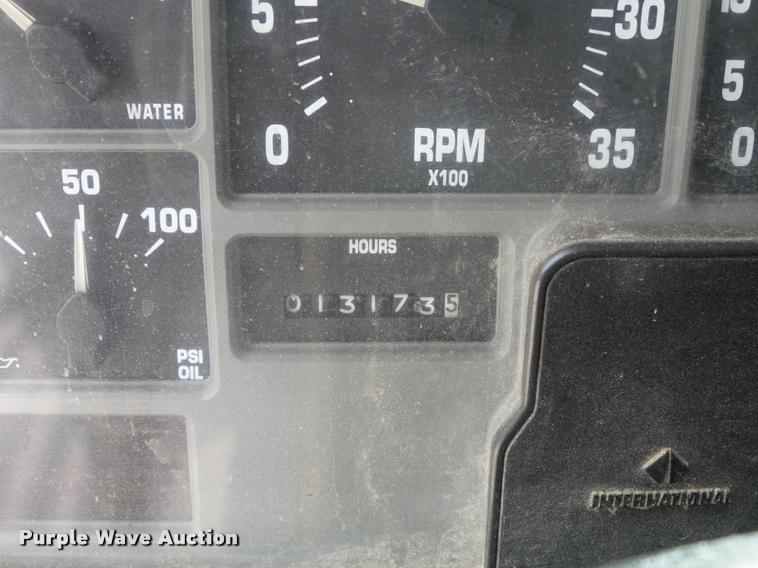 5
30
10
WATER
5
0
RPM
35
0
X100
50
100
HOURS
0131735
PSI
OIL
INTERNATIONAL
Purple Wave Auction